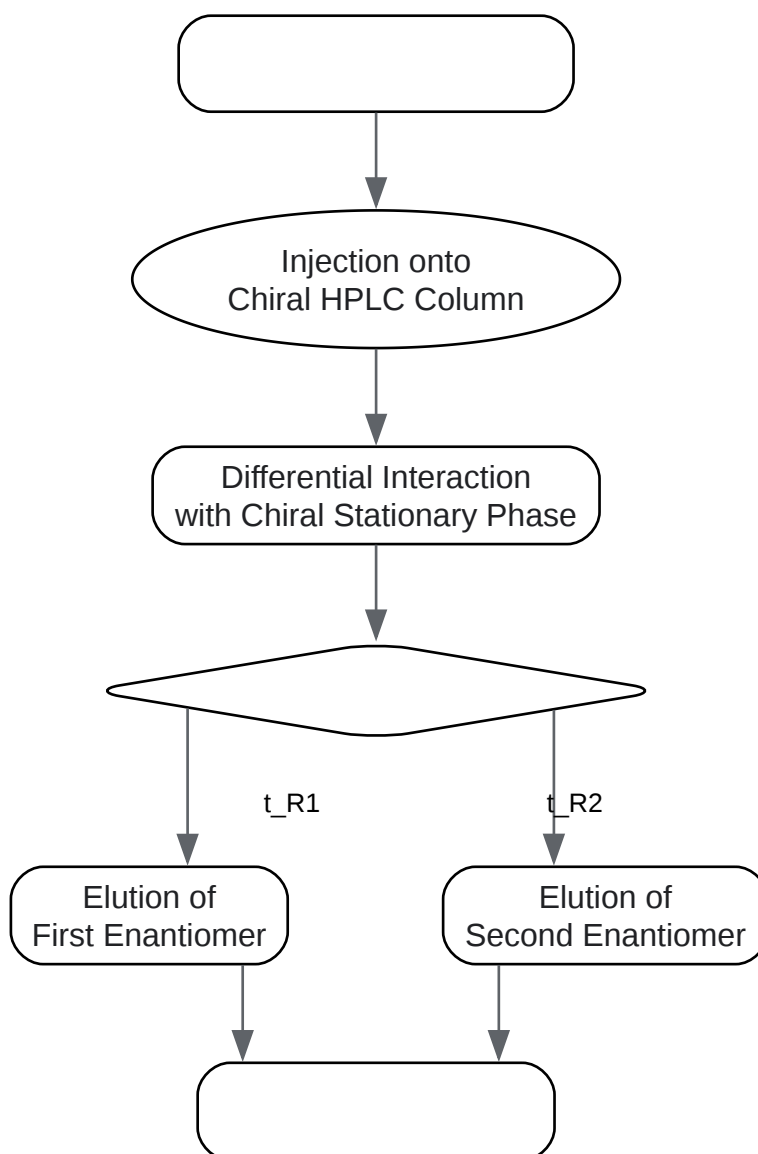 Injection onto
Chiral HPLC Column
Differential Interaction
with Chiral Stationary Phase
t_R1
t_R2
Elution of
First Enantiomer
Elution of
Second Enantiomer